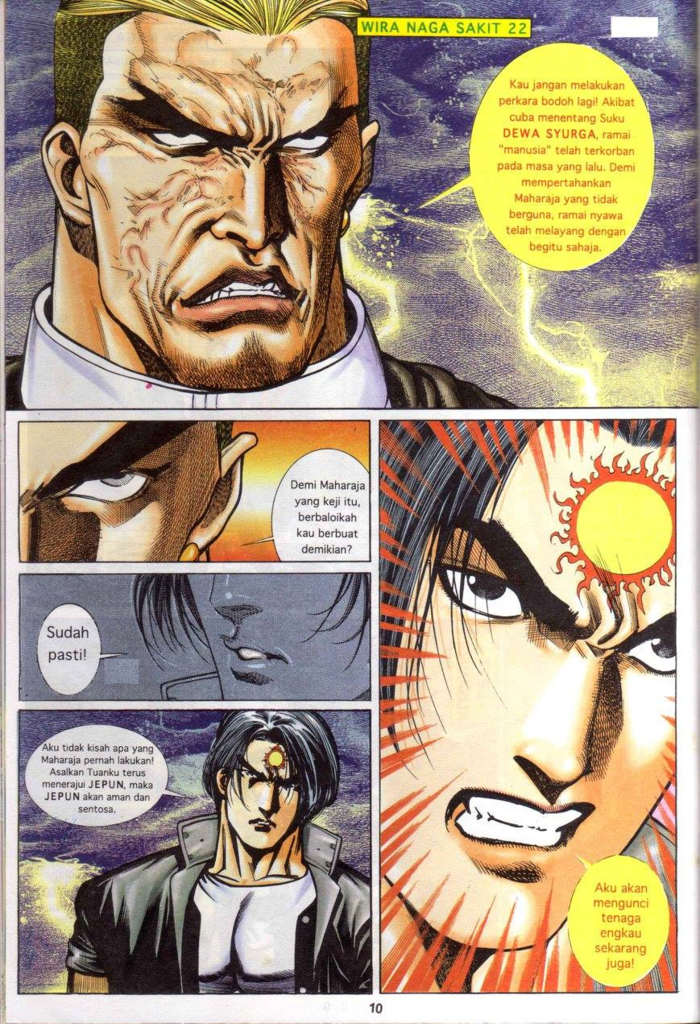 WIRA NAGA SAKIT 22
Kau jangan melakukan
perkara bodoh lagi! Akibat
cuba menentang Suku
DEWA SYURGA, ramai
"manusia" telah terkorban
pada masa yang lalu. Demi
mempertahankan
Maharaja yang tidak
berguna, ramai nyawa
telah melayang dengan
begitu sahaja.
Demi Maharaja
yang keji itu,
berbaloikah
kau berbuat
demikian?
Sudah
pasti!
Aku tidak kisah apa yang
Maharaja pernah lakukan!
Asalkan Tuanku terus
menerajui JEPUN, maka
JEPUN akan aman dan
sentosa.
Aku akan
mengunci
tenaga
engkau
sekarang
juga!
10